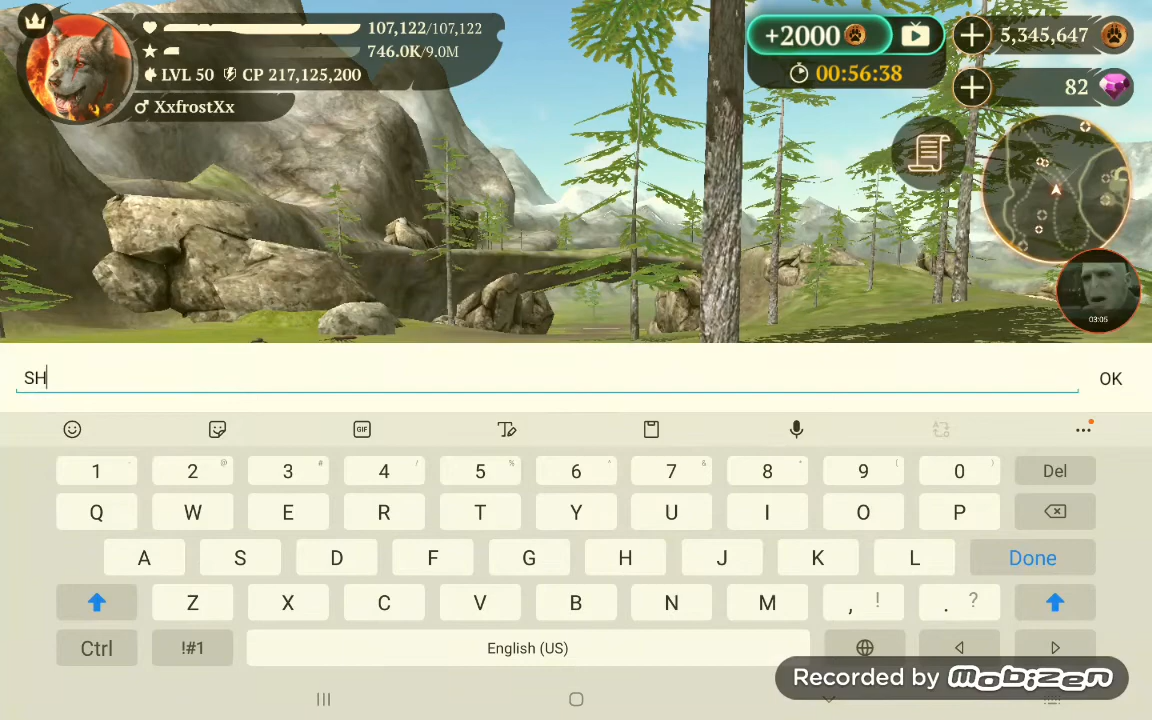 107,122/107,122
746.0K/9.0M
LVL 50 CP 217,125,200
♂ XxfrostXx
+2000
00:56:38
5,345,647
82
03:05
SH
OK
GIF
1 2 3 4 5 6 7 8 9 0 Del
Q W E R T Y U I O P
A S D F G H J K L Done
Z X C V B N M , ! . ?
Ctrl !#1 English (US)
Recorded by mobizen